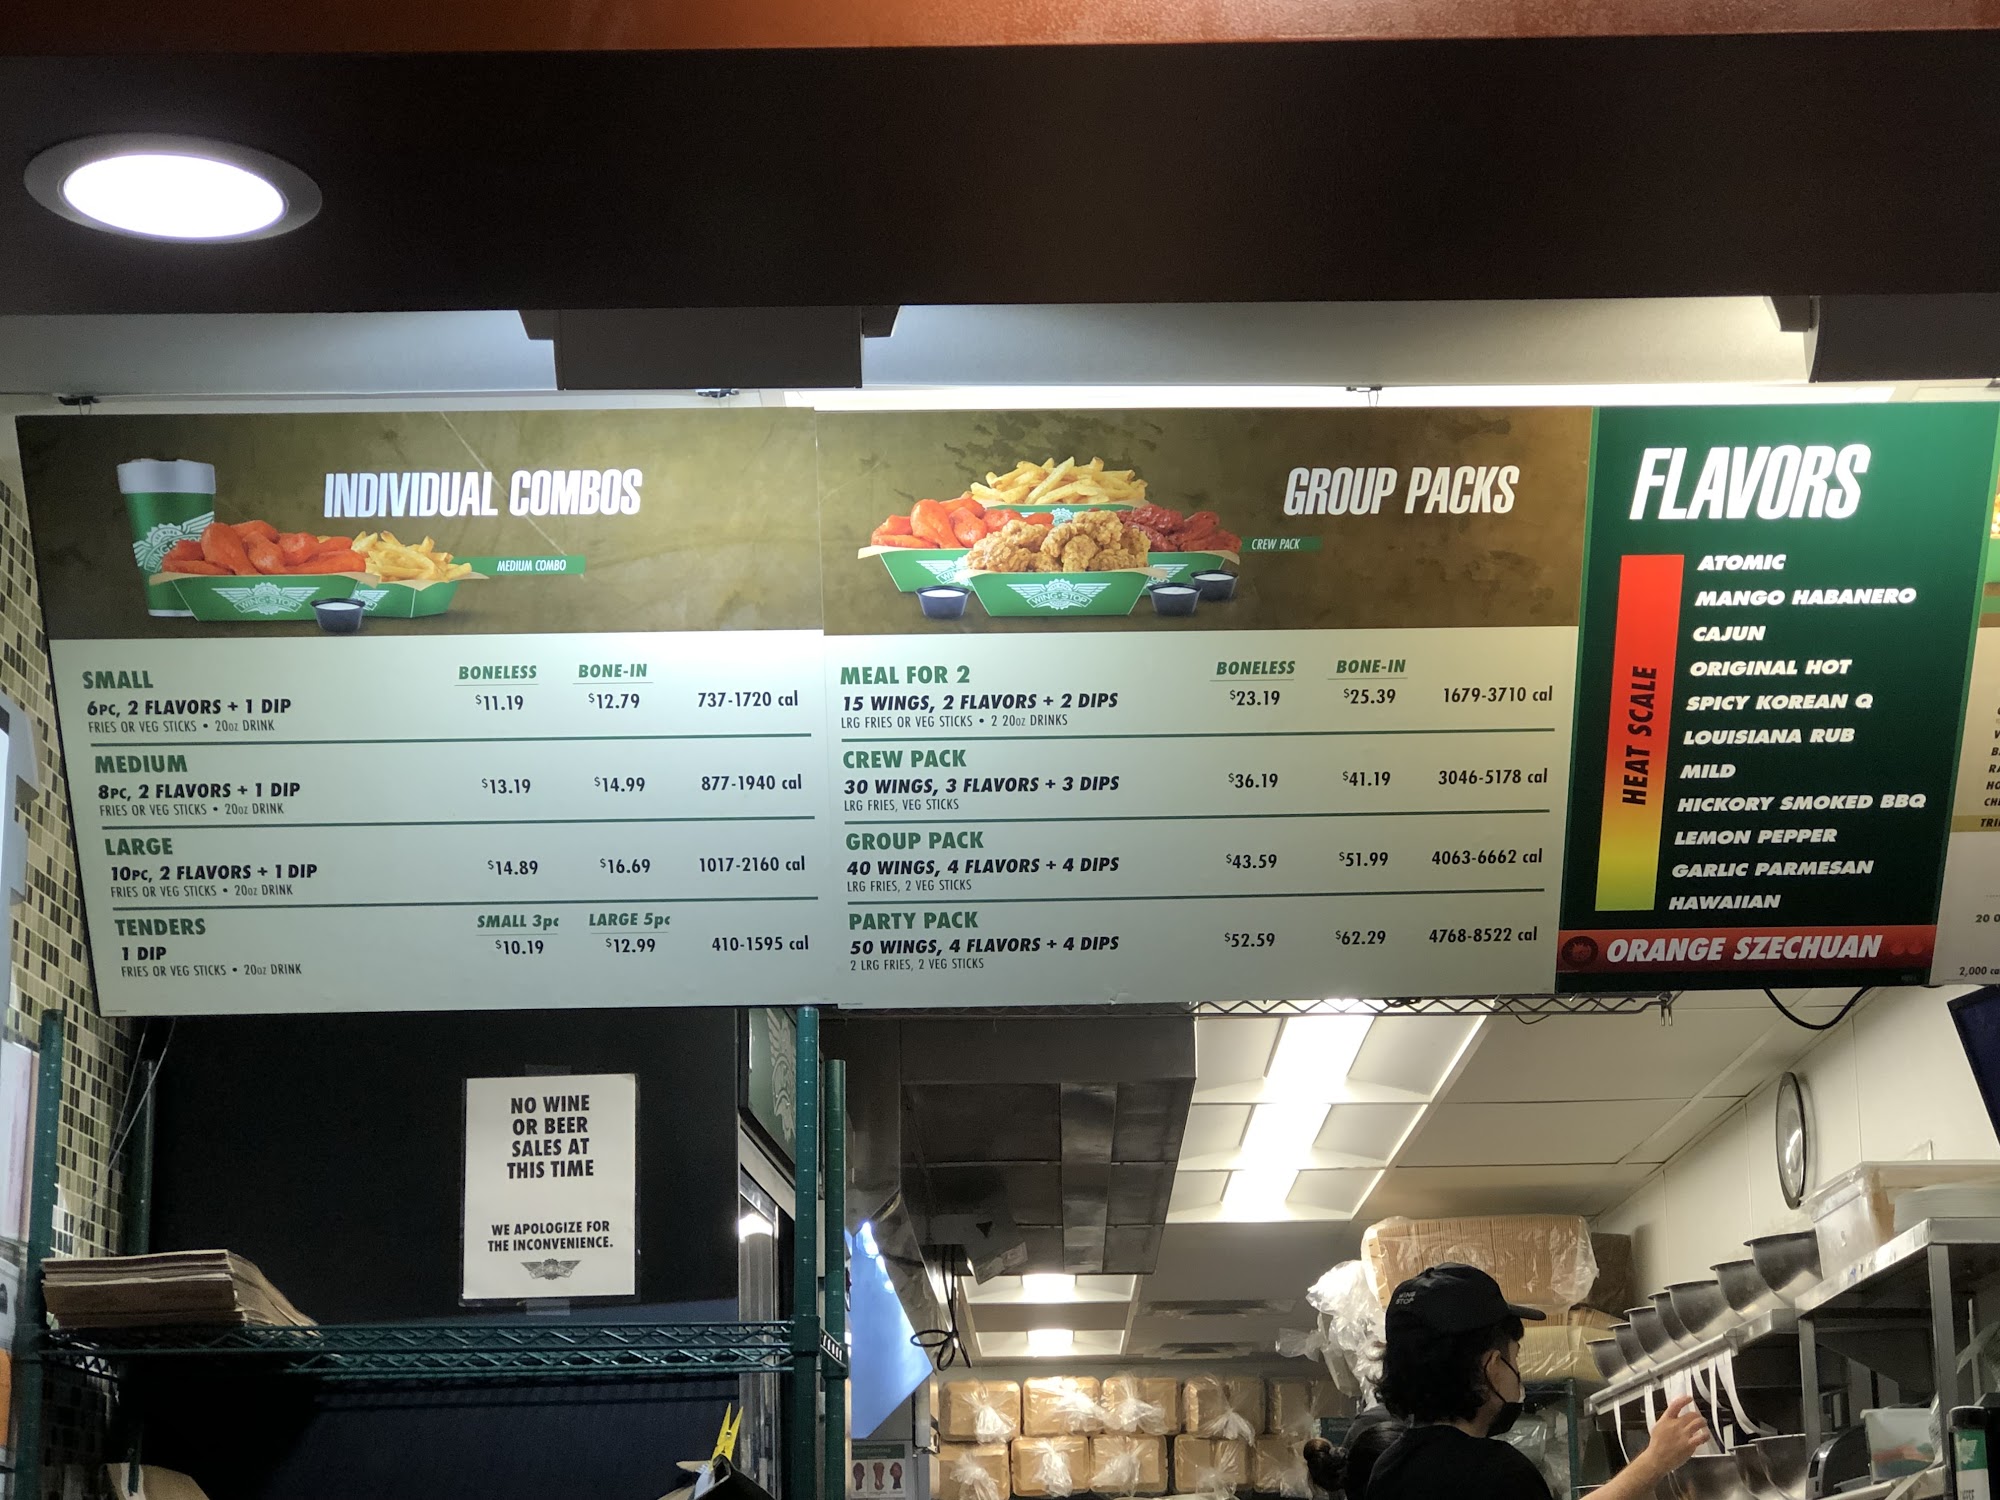 INDIVIDUAL COMBOS
MEDIUM COMBO
WING·STOP
BONELESS BONE-IN
SMALL
6PC, 2 FLAVORS + 1 DIP $11.19 $12.79 737-1720 cal
FRIES OR VEG STICKS • 20oz DRINK
MEDIUM
8PC, 2 FLAVORS + 1 DIP $13.19 $14.99 877-1940 cal
FRIES OR VEG STICKS • 20oz DRINK
LARGE
10PC, 2 FLAVORS + 1 DIP $14.89 $16.69 1017-2160 cal
FRIES OR VEG STICKS • 20oz DRINK
TENDERS SMALL 3pc LARGE 5pc
1 DIP $10.19 $12.99 410-1595 cal
FRIES OR VEG STICKS • 20oz DRINK
GROUP PACKS
CREW PACK
WING·STOP
MEAL FOR 2 BONELESS BONE-IN
15 WINGS, 2 FLAVORS + 2 DIPS $23.19 $25.39 1679-3710 cal
LRG FRIES OR VEG STICKS • 2 20oz DRINKS
CREW PACK
30 WINGS, 3 FLAVORS + 3 DIPS $36.19 $41.19 3046-5178 cal
LRG FRIES, VEG STICKS
GROUP PACK
40 WINGS, 4 FLAVORS + 4 DIPS $43.59 $51.99 4063-6662 cal
LRG FRIES, 2 VEG STICKS
PARTY PACK
50 WINGS, 4 FLAVORS + 4 DIPS $52.59 $62.29 4768-8522 cal
2 LRG FRIES, 2 VEG STICKS
FLAVORS
HEAT SCALE
ATOMIC
MANGO HABANERO
CAJUN
ORIGINAL HOT
SPICY KOREAN Q
LOUISIANA RUB
MILD
HICKORY SMOKED BBQ
LEMON PEPPER
GARLIC PARMESAN
HAWAIIAN
ORANGE SZECHUAN
2,000
NO WINE
OR BEER
SALES AT
THIS TIME
WE APOLOGIZE FOR
THE INCONVENIENCE.
WING
STOP